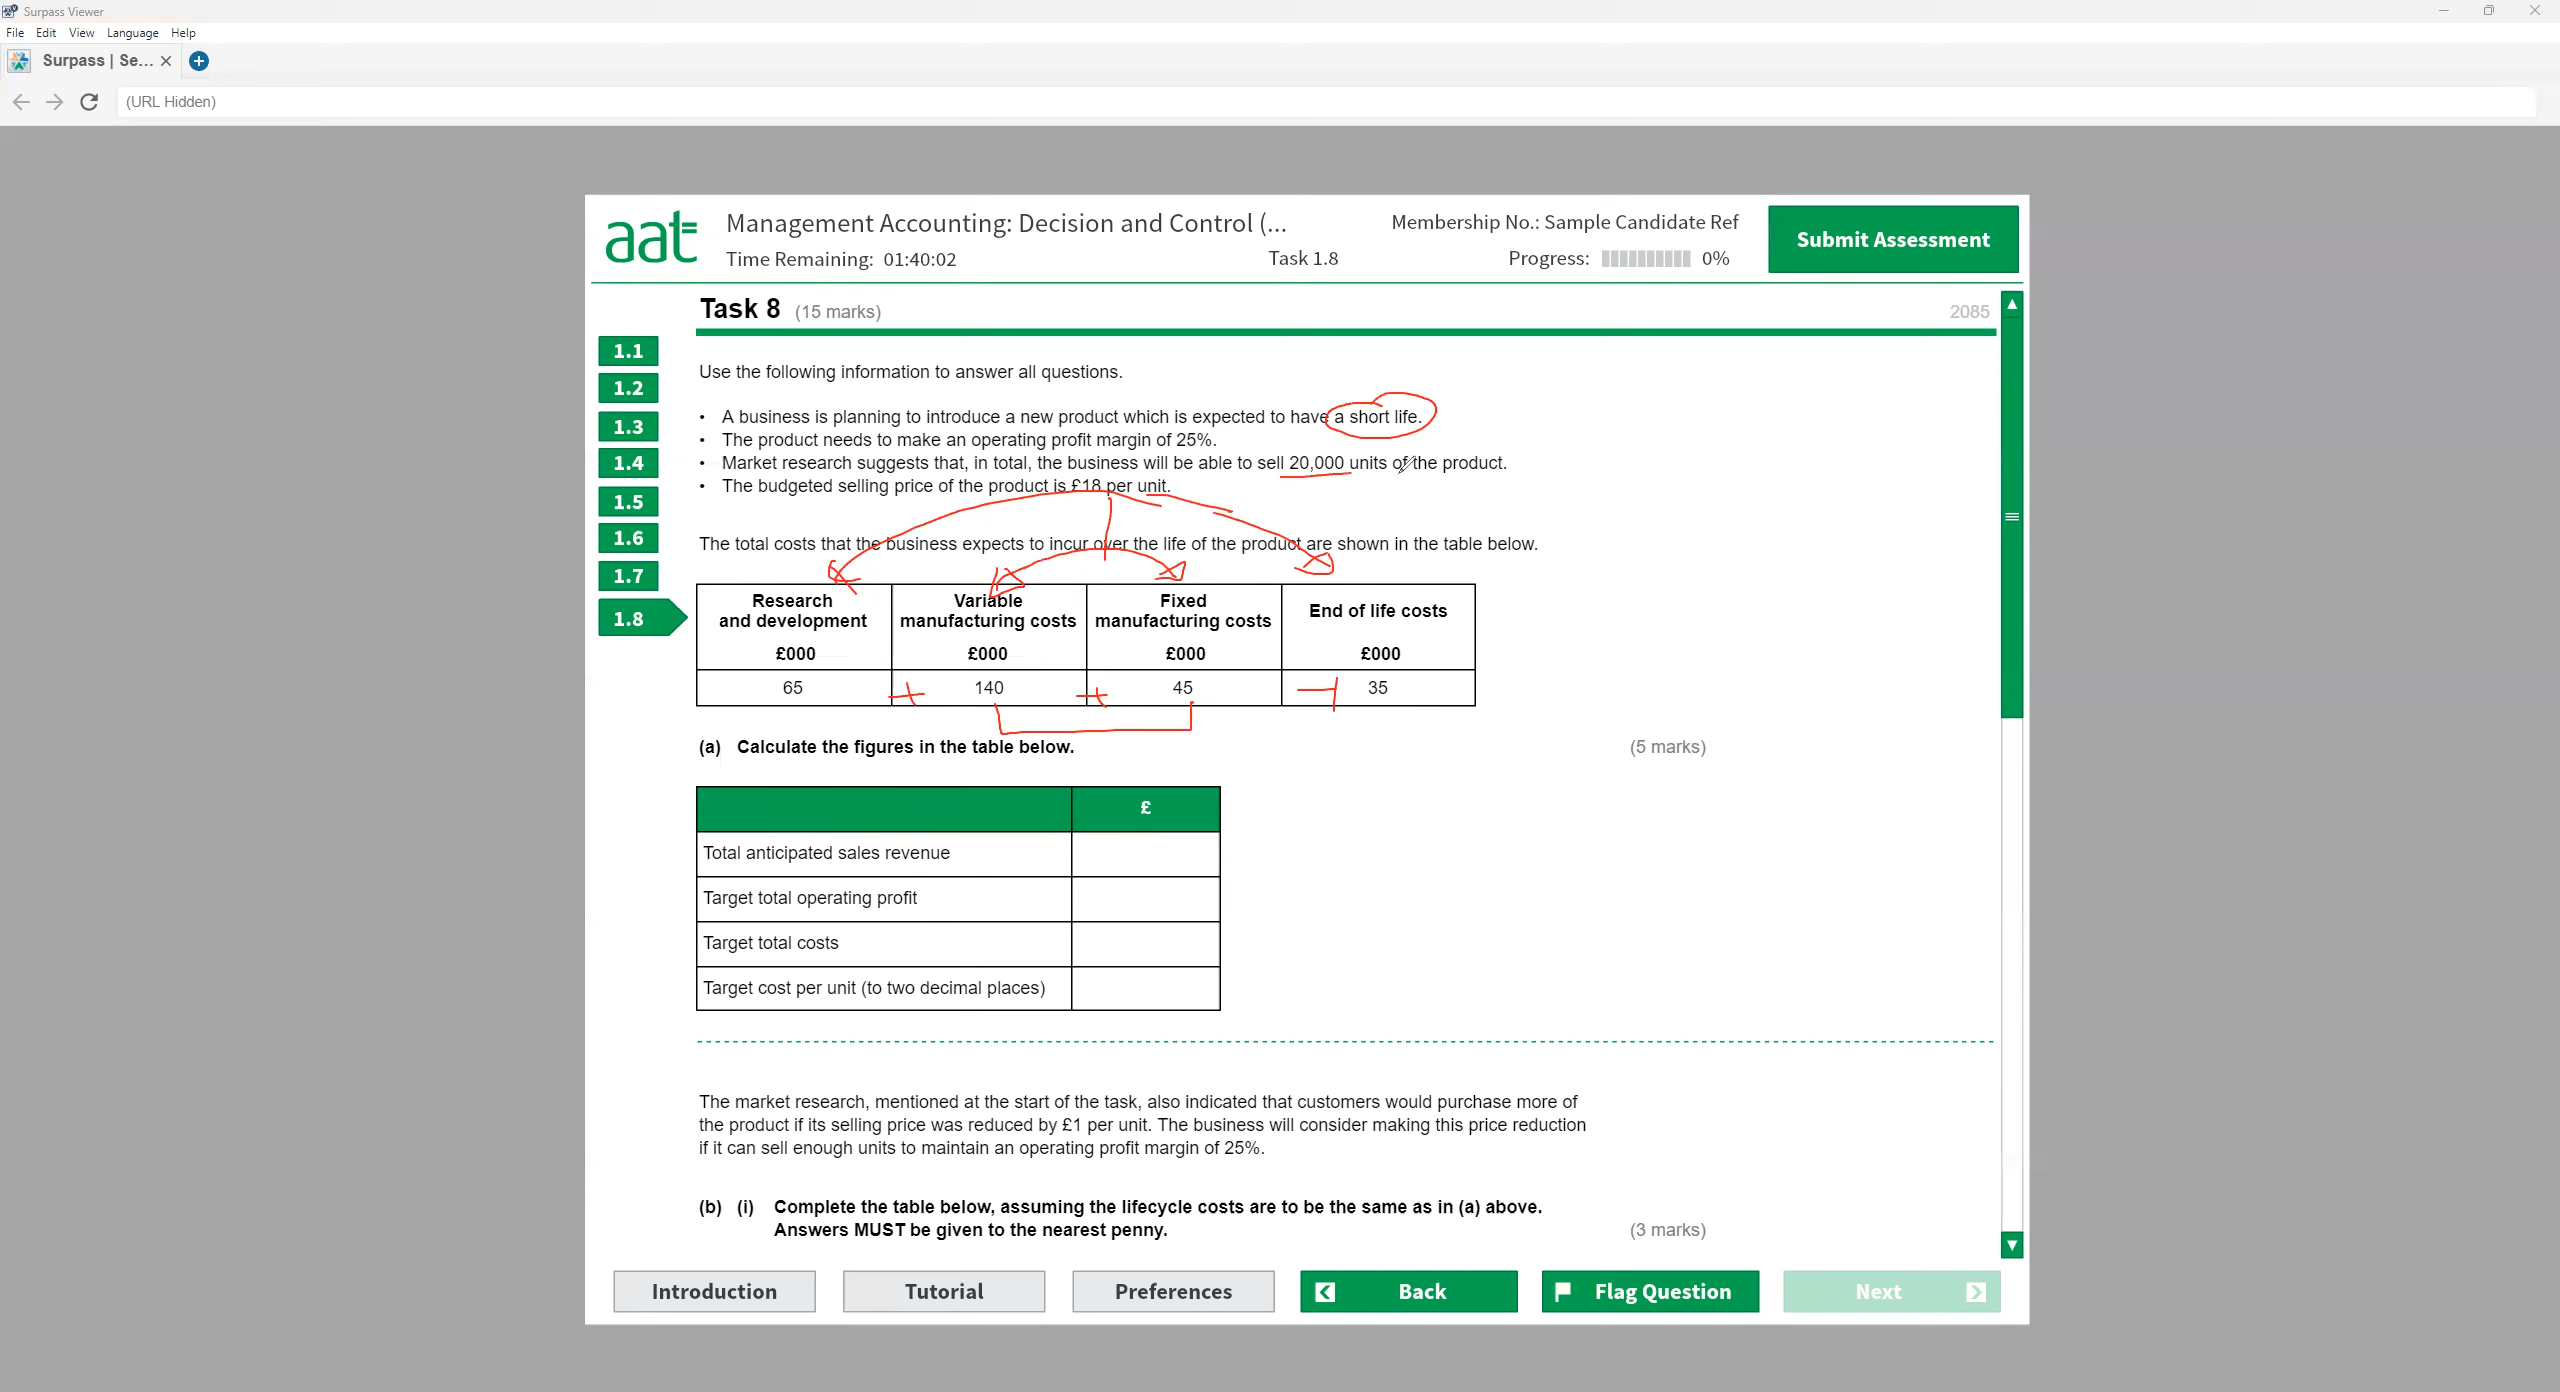 Surpass Viewer
File Edit View Language Help
Surpass | Se...
(URL Hidden)
aat
Management Accounting: Decision and Control (...
Membership No.: Sample Candidate Ref
Submit Assessment
Time Remaining: 01:40:02
Task 1.8
Progress: 0%
Task 8 (15 marks)
2085
1.1
1.2
1.3
1.4
1.5
1.6
1.7
1.8
Use the following information to answer all questions.
• A business is planning to introduce a new product which is expected to have a short life.
• The product needs to make an operating profit margin of 25%.
• Market research suggests that, in total, the business will be able to sell 20,000 units of the product.
• The budgeted selling price of the product is £18 per unit.
The total costs that the business expects to incur over the life of the product are shown in the table below.
Research Variable Fixed End of life costs
and development manufacturing costs manufacturing costs
£000 £000 £000 £000
65 + 140 + 45 + 35
(a) Calculate the figures in the table below. (5 marks)
£
Total anticipated sales revenue
Target total operating profit
Target total costs
Target cost per unit (to two decimal places)
The market research, mentioned at the start of the task, also indicated that customers would purchase more of
the product if its selling price was reduced by £1 per unit. The business will consider making this price reduction
if it can sell enough units to maintain an operating profit margin of 25%.
(b) (i) Complete the table below, assuming the lifecycle costs are to be the same as in (a) above.
Answers MUST be given to the nearest penny. (3 marks)
Introduction
Tutorial
Preferences
Back
Flag Question
Next